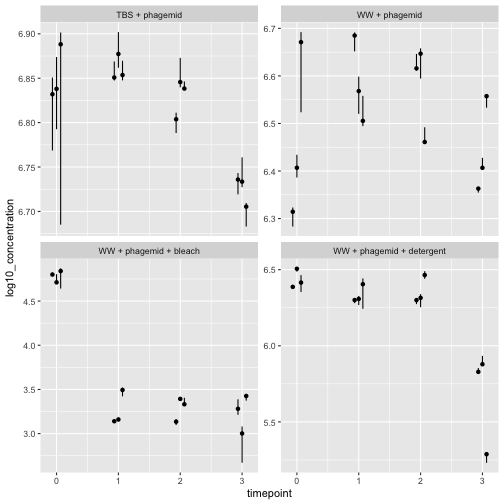 TBS + phagemid
WW + phagemid
6.90
6.85
6.80
6.75
6.70
6.7
6.6
6.5
6.4
6.3
log10_concentration
WW + phagemid + bleach
WW + phagemid + detergent
4.5
4.0
3.5
3.0
6.5
6.0
5.5
0 1 2 3
0 1 2 3
timepoint